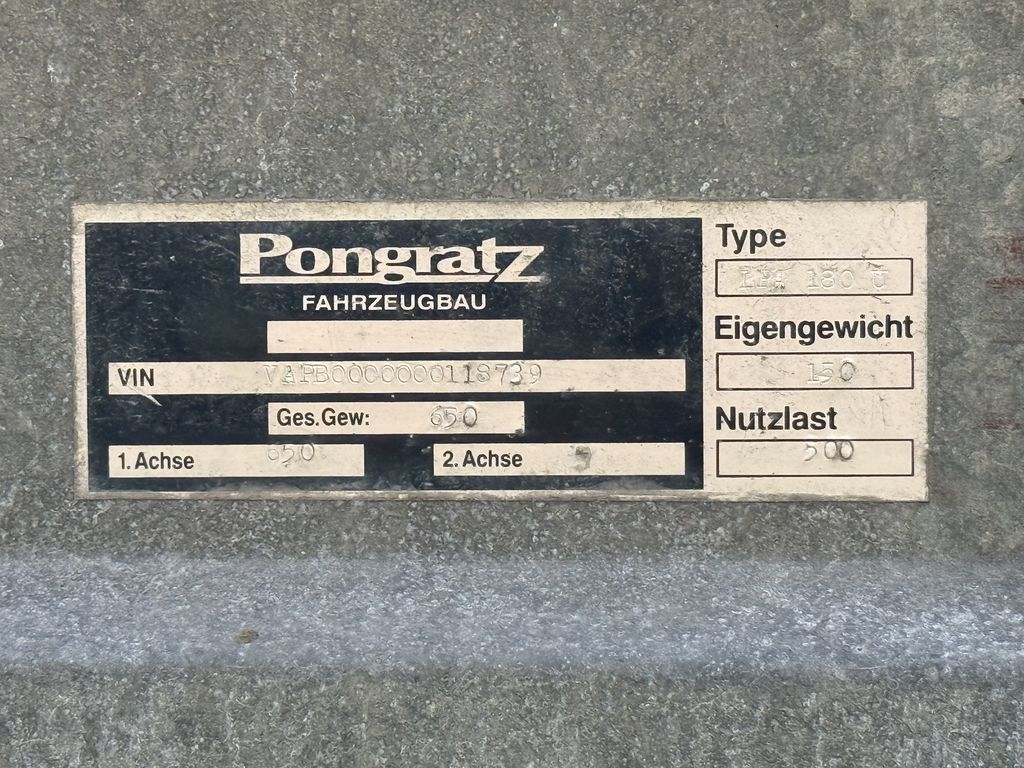 Pongratz
FAHRZEUGBAU
VIN VAPB0000000118739
Ges.Gew: 650
1. Achse 650
2. Achse
Type
180 U
Eigengewicht
150
Nutzlast
500